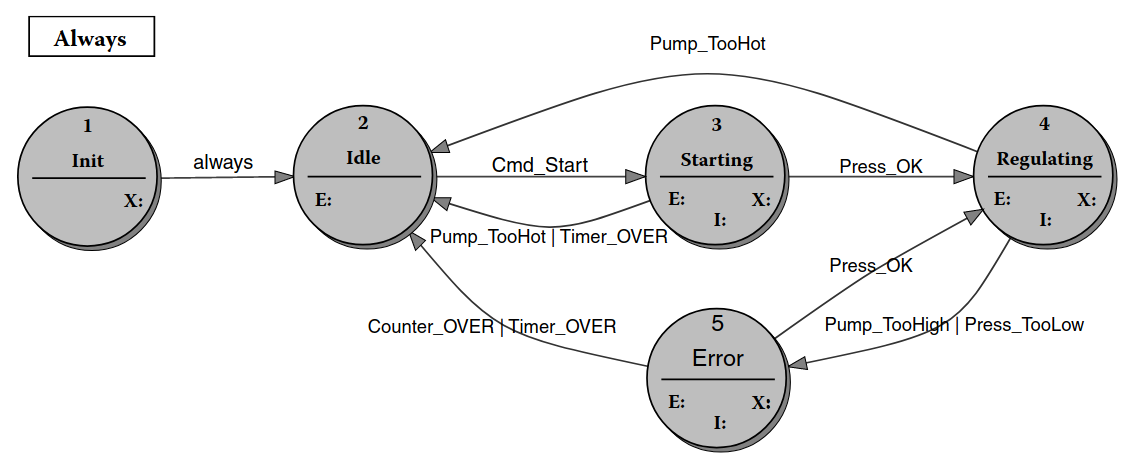 Always
Pump_TooHot
1
Init
X:
always
2
Idle
E:
Cmd_Start
3
Starting
E: X:
I:
Press_OK
4
Regulating
E: X:
I:
Pump_TooHot | Timer_OVER
Press_OK
Counter_OVER | Timer_OVER
Pump_TooHigh | Press_TooLow
5
Error
E: X:
I: